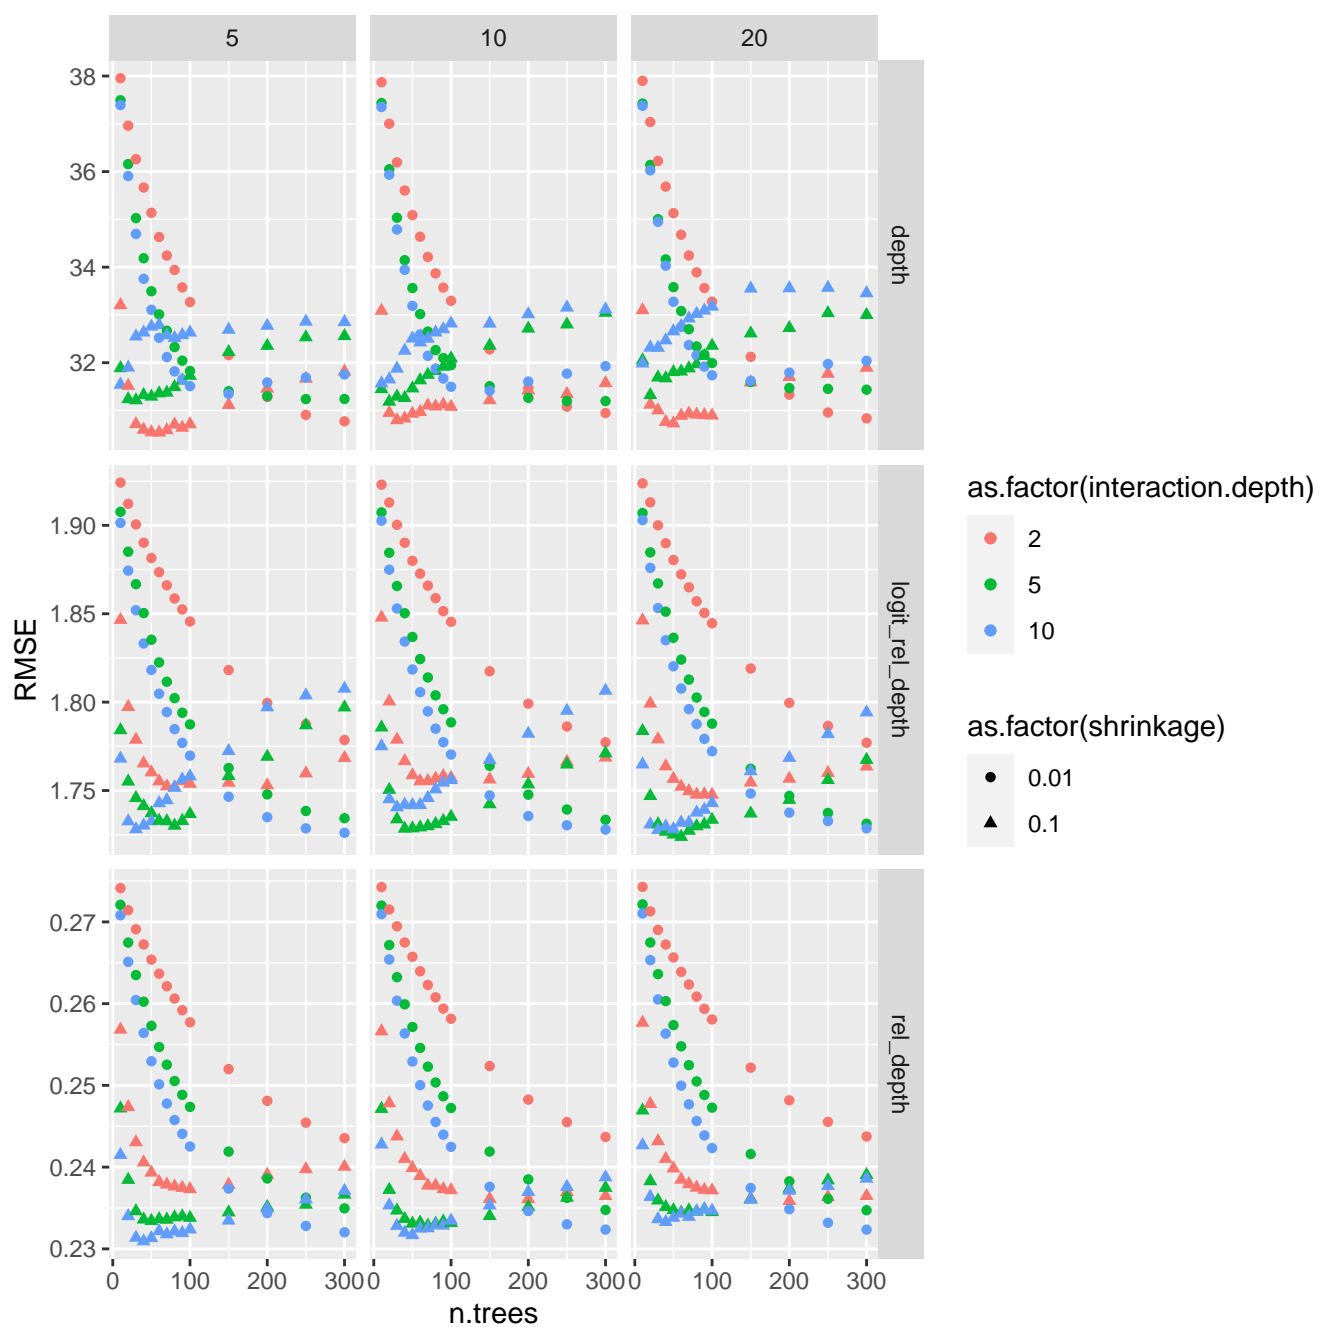 5 10 20
38
36
34
32
depth
1.90
1.85
1.80
1.75
logit_rel_depth
0.27
0.26
0.25
0.24
0.23
rel_depth
0 100 200 300 0 100 200 300 0 100 200 300
n.trees
RMSE
as.factor(interaction.depth)
2
5
10
as.factor(shrinkage)
0.01
0.1